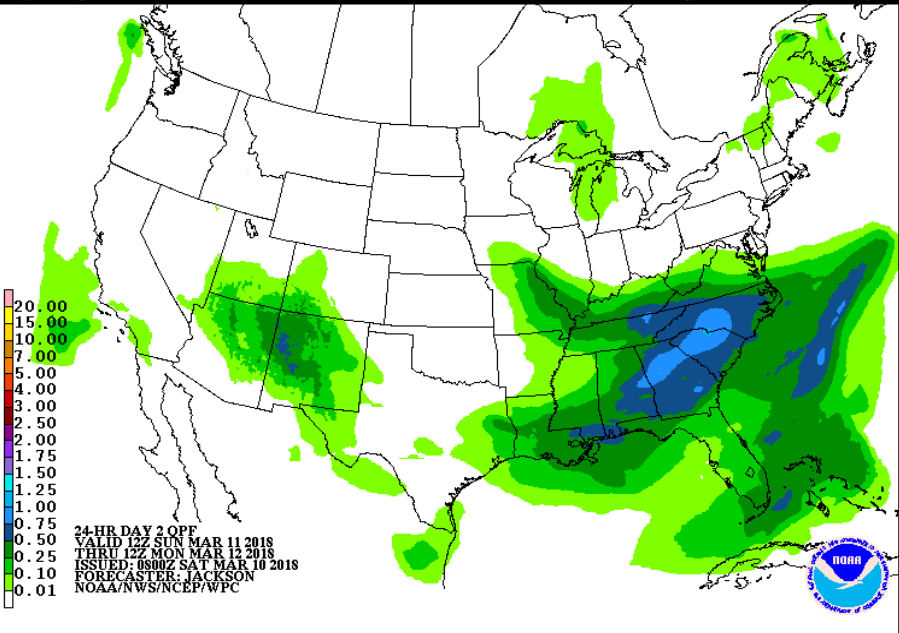 20.00
15.00
10.00
7.00
5.00
4.00
3.00
2.50
2.00
1.75
1.50
1.25
1.00
0.75
0.50
0.25
0.10
0.01
24-HR DAY 2 QPF
VALID 12Z SUN MAR 11 2018
THRU 12Z MON MAR 12 2018
ISSUED: 0800Z SAT MAR 10 2018
FORECASTER: JACKSON
NOAA/NWS/NCEP/WPC
NOAA